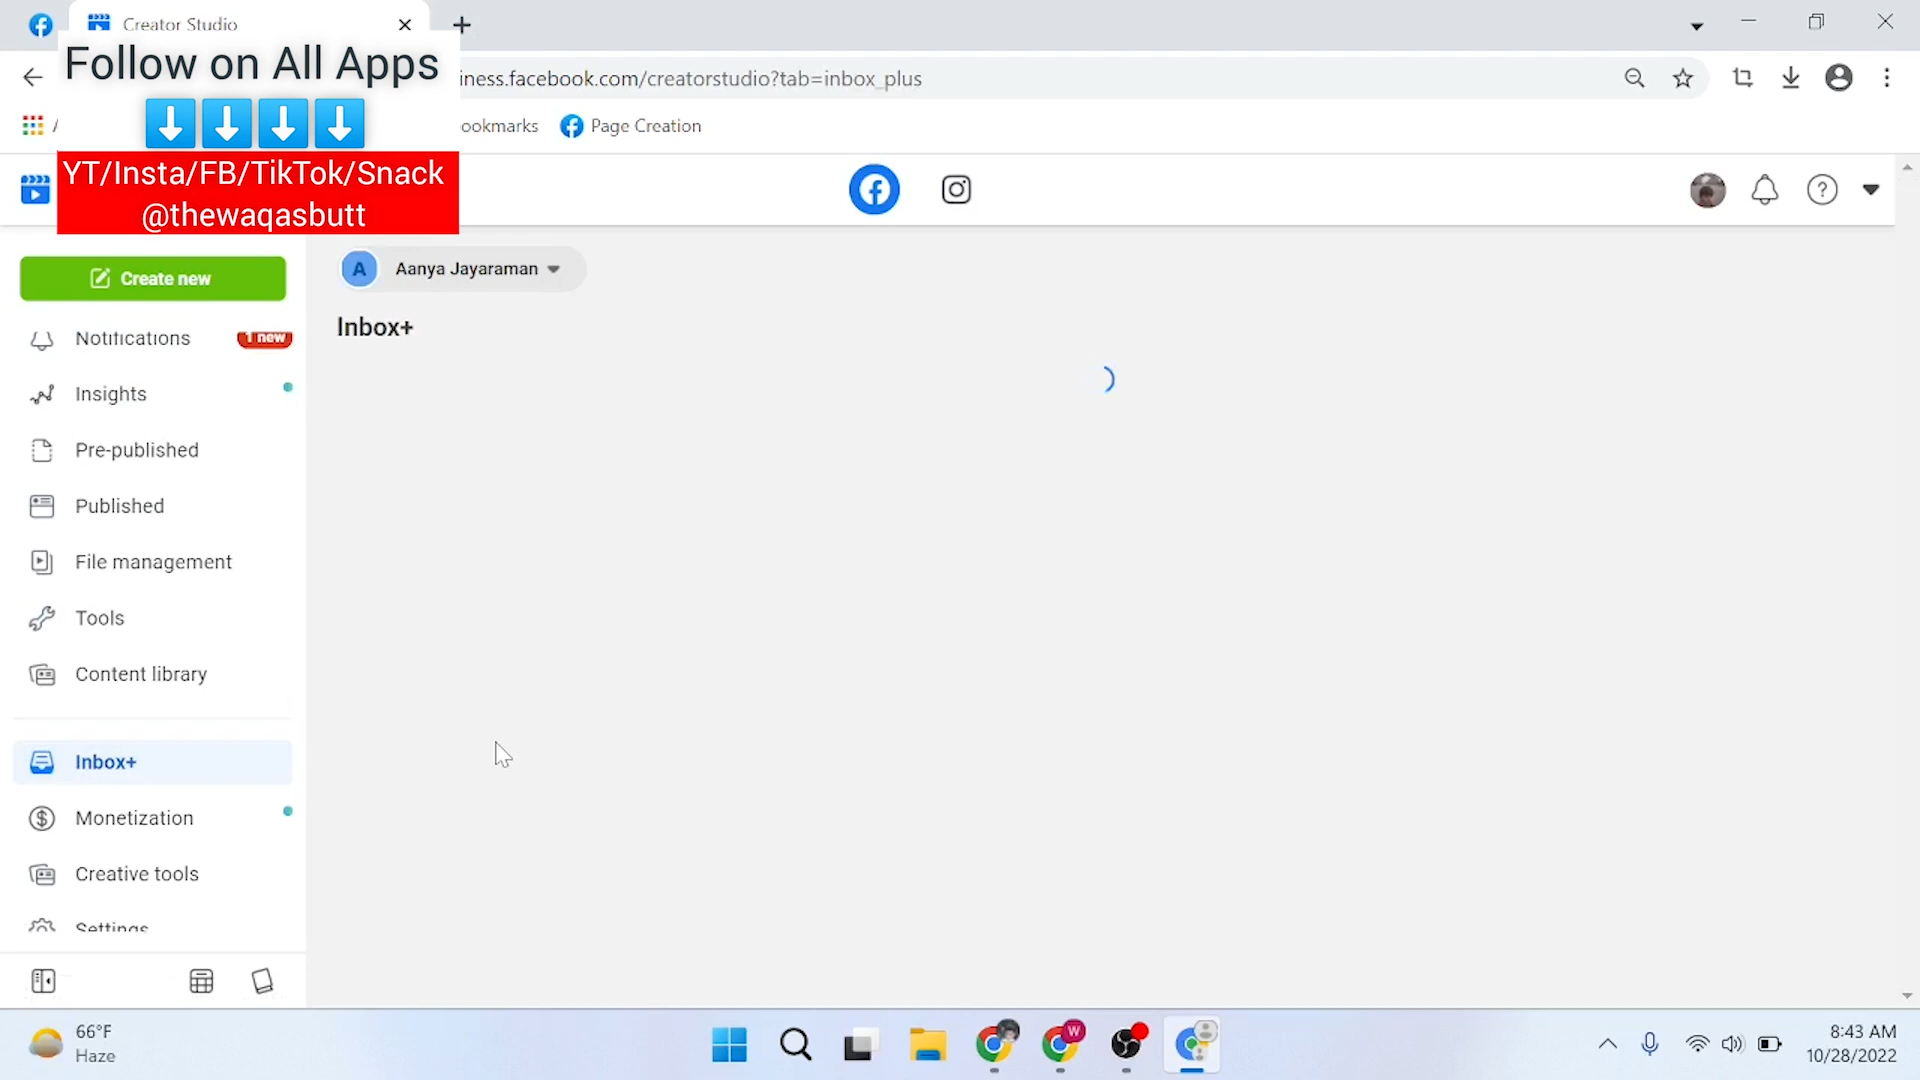 Creator Studio
Follow on All Apps
iness.facebook.com/creatorstudio?tab=inbox_plus
ookmarks
Page Creation
YT/Insta/FB/TikTok/Snack
@thewaqasbutt
Create new
A
Aanya Jayaraman
Notifications
1 new
Inbox+
Insights
Pre-published
Published
File management
Tools
Content library
Inbox+
Monetization
Creative tools
Settings
66°F
Haze
W
8:43 AM
10/28/2022